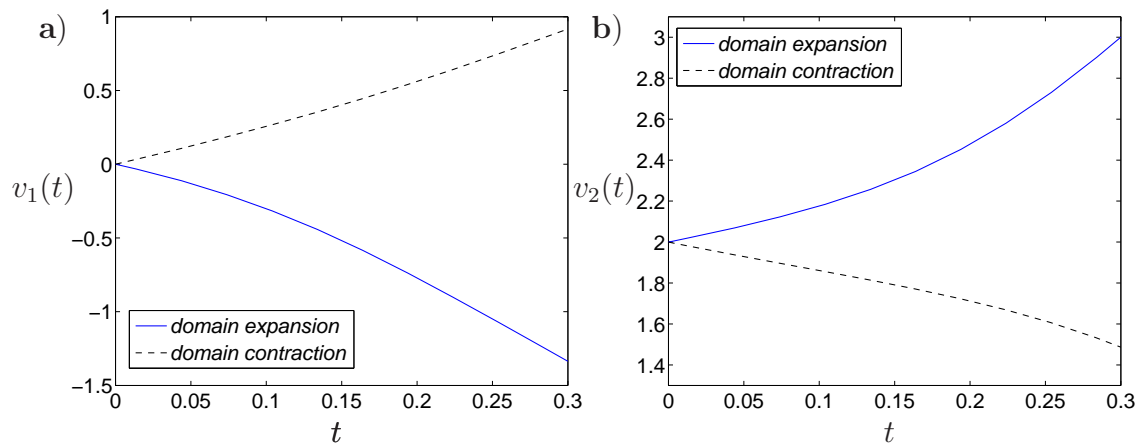 a)
1
0.5
0
−0.5
−1
−1.5
v₁(t)
domain expansion
domain contraction
0 0.05 0.1 0.15 0.2 0.25 0.3
t
b)
3
2.8
2.6
2.4
2.2
2
1.8
1.6
1.4
v₂(t)
domain expansion
domain contraction
0 0.05 0.1 0.15 0.2 0.25 0.3
t